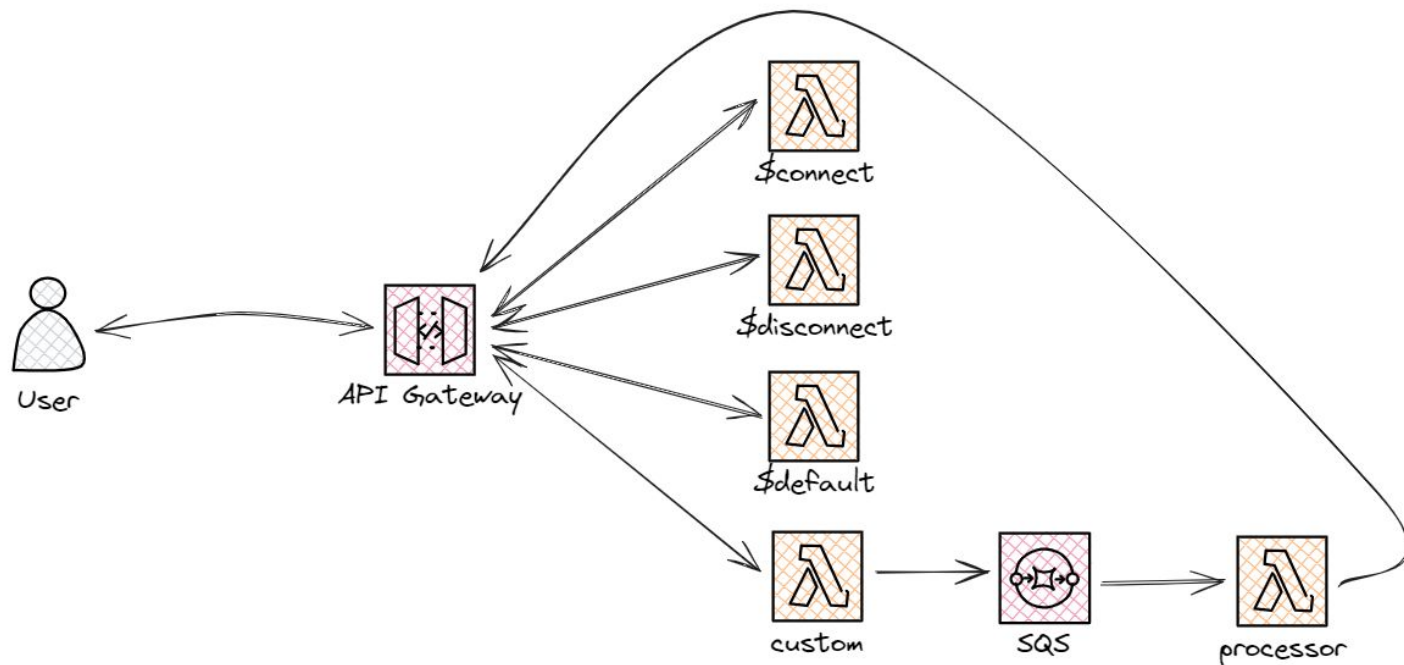 $connect
$disconnect
User
API Gateway
$default
custom
SQS
processor